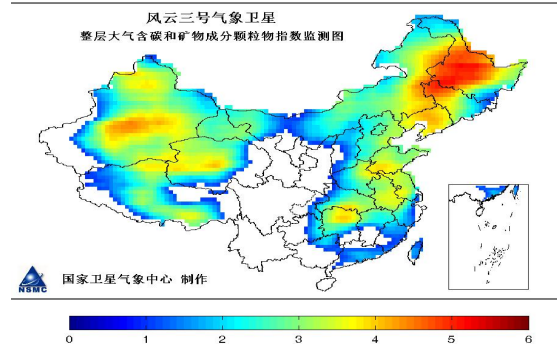 风云三号气象卫星
整层大气含碳和矿物成分颗粒物指数监测图
NSMC
国家卫星气象中心 制作
0 1 2 3 4 5 6